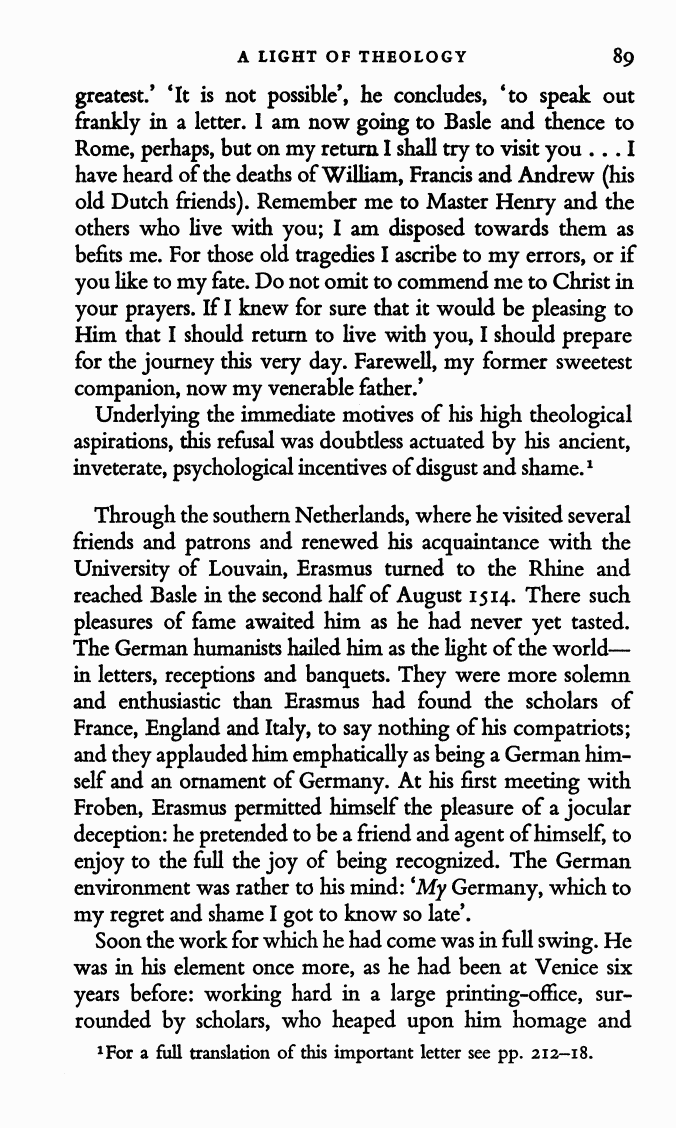 A LIGHT OF THEOLOGY 89
greatest.’ ‘It is not possible’, he concludes, ‘to speak out
frankly in a letter. I am now going to Basle and thence to
Rome, perhaps, but on my return I shall try to visit you . . . I
have heard of the deaths of William, Francis and Andrew (his
old Dutch friends). Remember me to Master Henry and the
others who live with you; I am disposed towards them as
befits me. For those old tragedies I ascribe to my errors, or if
you like to my fate. Do not omit to commend me to Christ in
your prayers. If I knew for sure that it would be pleasing to
Him that I should return to live with you, I should prepare
for the journey this very day. Farewell, my former sweetest
companion, now my venerable father.’
Underlying the immediate motives of his high theological
aspirations, this refusal was doubtless actuated by his ancient,
inveterate, psychological incentives of disgust and shame.¹
Through the southern Netherlands, where he visited several
friends and patrons and renewed his acquaintance with the
University of Louvain, Erasmus turned to the Rhine and
reached Basle in the second half of August 1514. There such
pleasures of fame awaited him as he had never yet tasted.
The German humanists hailed him as the light of the world—
in letters, receptions and banquets. They were more solemn
and enthusiastic than Erasmus had found the scholars of
France, England and Italy, to say nothing of his compatriots;
and they applauded him emphatically as being a German him-
self and an ornament of Germany. At his first meeting with
Froben, Erasmus permitted himself the pleasure of a jocular
deception: he pretended to be a friend and agent of himself, to
enjoy to the full the joy of being recognized. The German
environment was rather to his mind: ‘My Germany, which to
my regret and shame I got to know so late’.
Soon the work for which he had come was in full swing. He
was in his element once more, as he had been at Venice six
years before: working hard in a large printing-office, sur-
rounded by scholars, who heaped upon him homage and
¹For a full translation of this important letter see pp. 212–18.